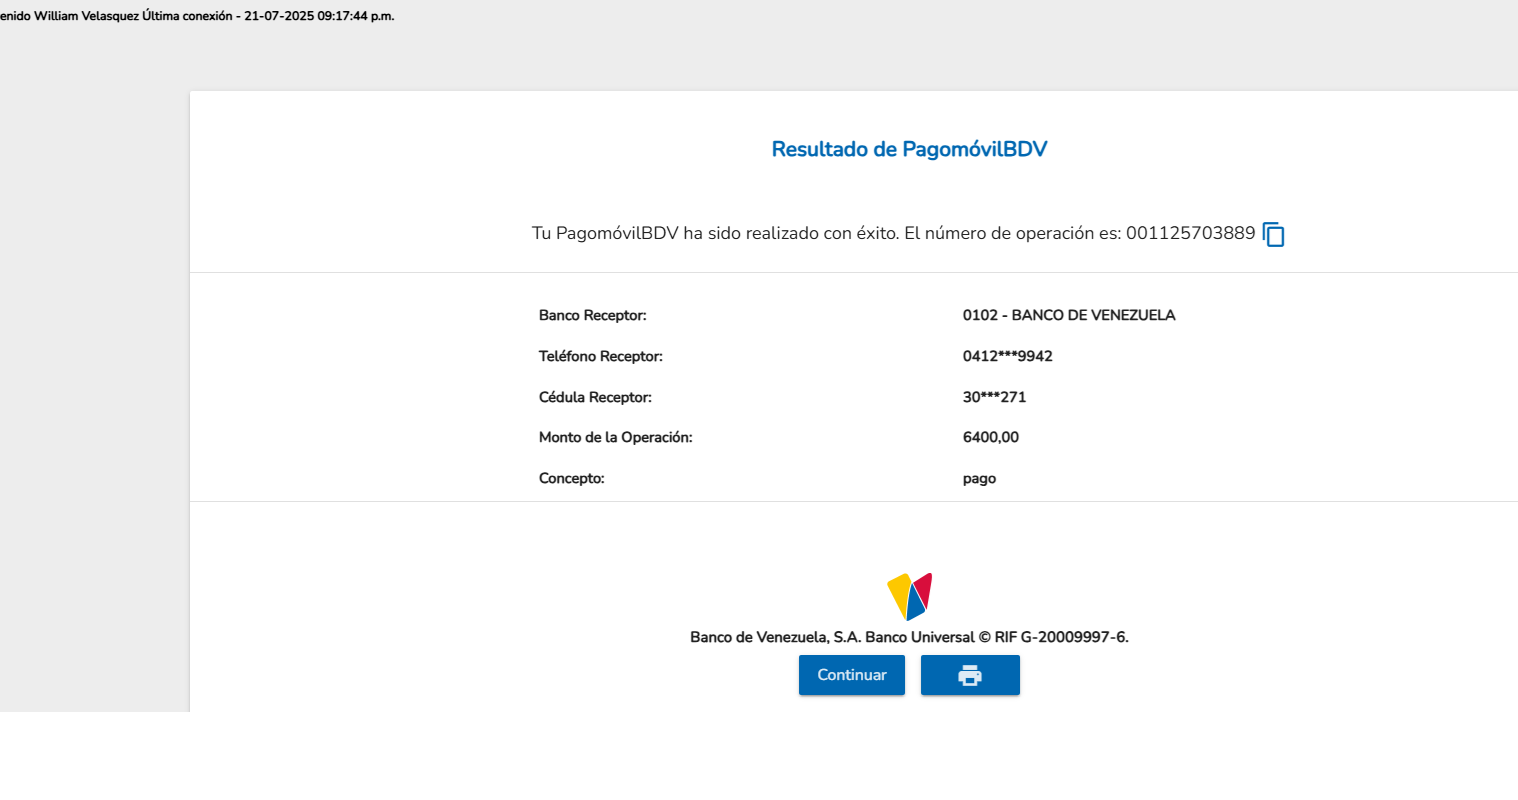 enido William Velasquez Última conexión - 21-07-2025 09:17:44 p.m.
Resultado de PagomóvilBDV
Tu PagomóvilBDV ha sido realizado con éxito. El número de operación es: 001125703889
Banco Receptor: 0102 - BANCO DE VENEZUELA
Teléfono Receptor: 0412***9942
Cédula Receptor: 30***271
Monto de la Operación: 6400,00
Concepto: pago
Banco de Venezuela, S.A. Banco Universal © RIF G-20009997-6.
Continuar